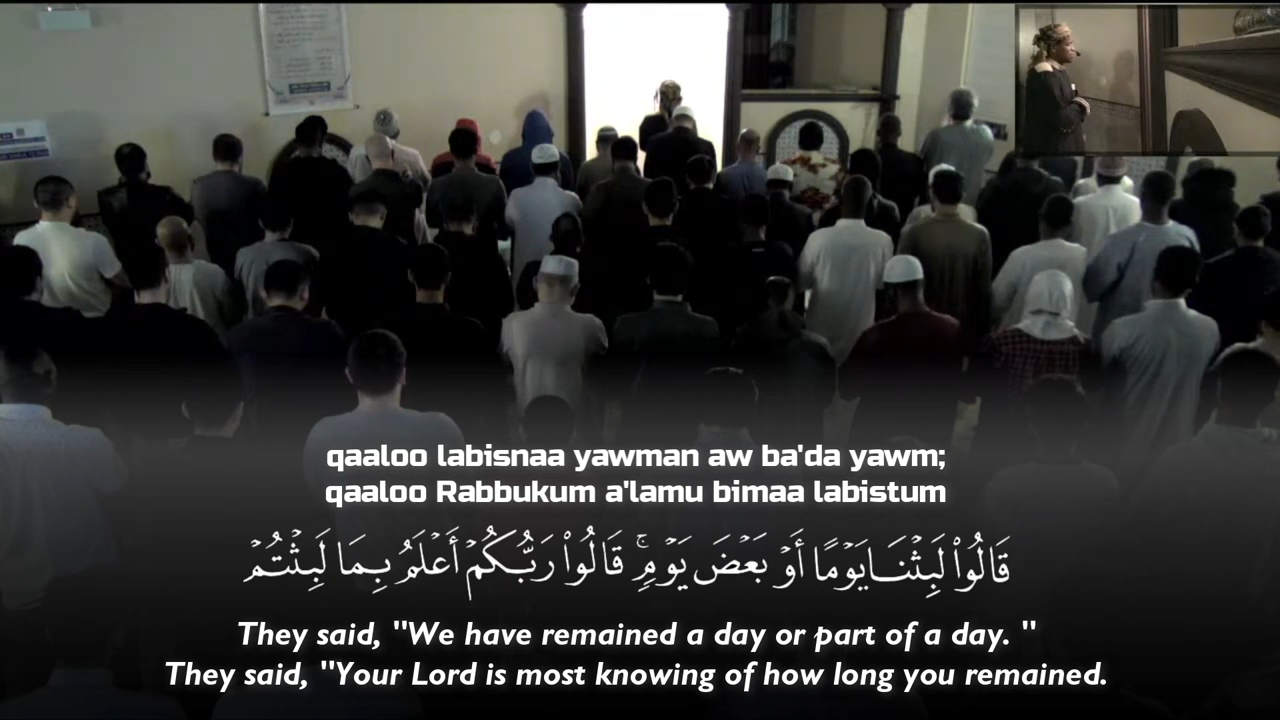 qaaloo labisnaa yawman aw ba'da yawm;
qaaloo Rabbukum a'lamu bimaa labistum
قَالُوا۟ لَبِثْنَا يَوْمًا أَوْ بَعْضَ يَوْمٍ ۚ قَالُوا۟ رَبُّكُمْ أَعْلَمُ بِمَا لَبِثْتُمْ
They said, "We have remained a day or part of a day. "
They said, "Your Lord is most knowing of how long you remained.